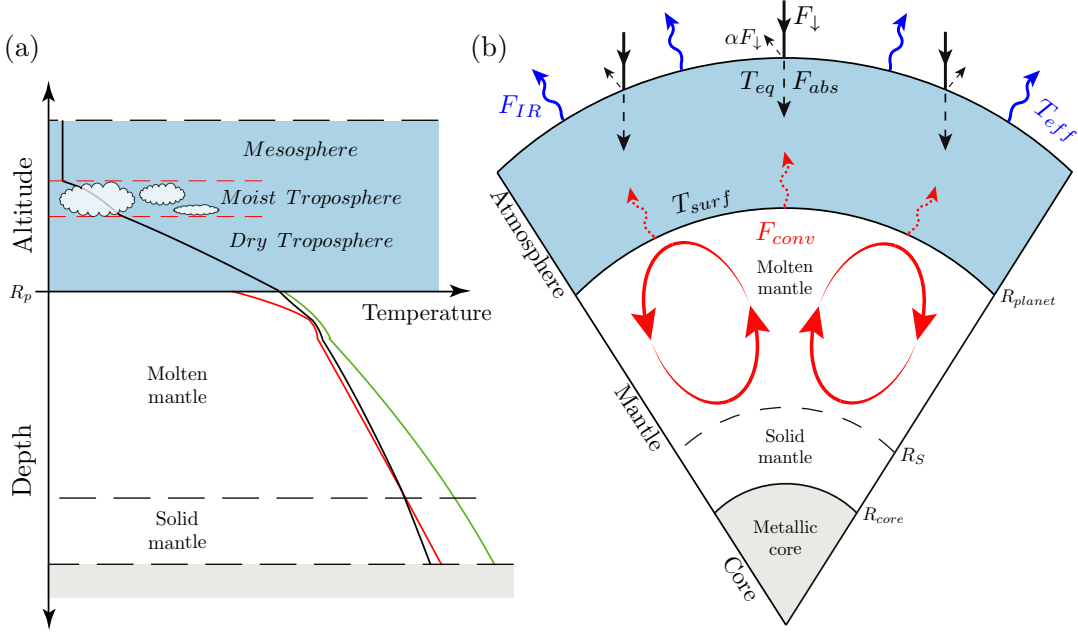 (a)
Altitude
Mesosphere
Moist Troposphere
Dry Troposphere
R_p
Temperature
Molten
mantle
Depth
Solid
mantle
(b)
F↓
αF↓
T_eq
F_abs
F_IR
T_eff
Atmosphere
T_surf
F_conv
Molten
mantle
R_planet
Mantle
Solid
mantle
R_S
R_core
Metallic
core
Core